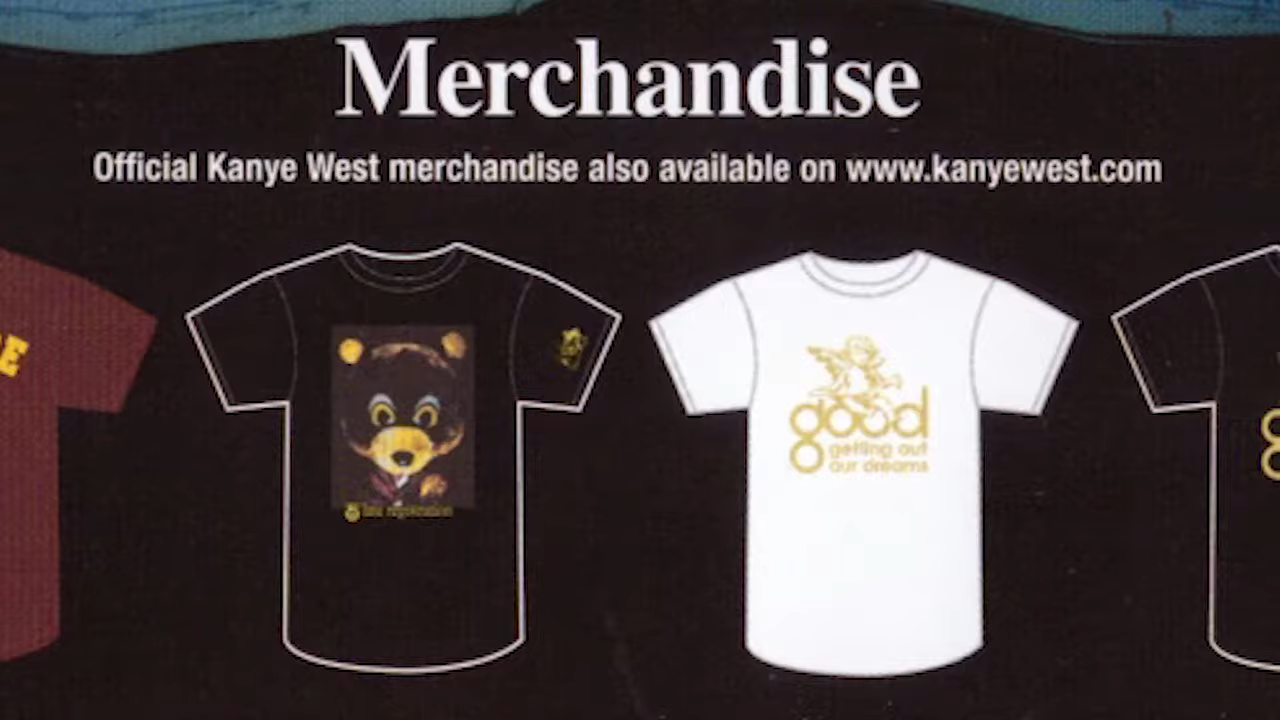 Merchandise
Official Kanye West merchandise also available on www.kanyewest.com
late registration
good
getting out
our dreams